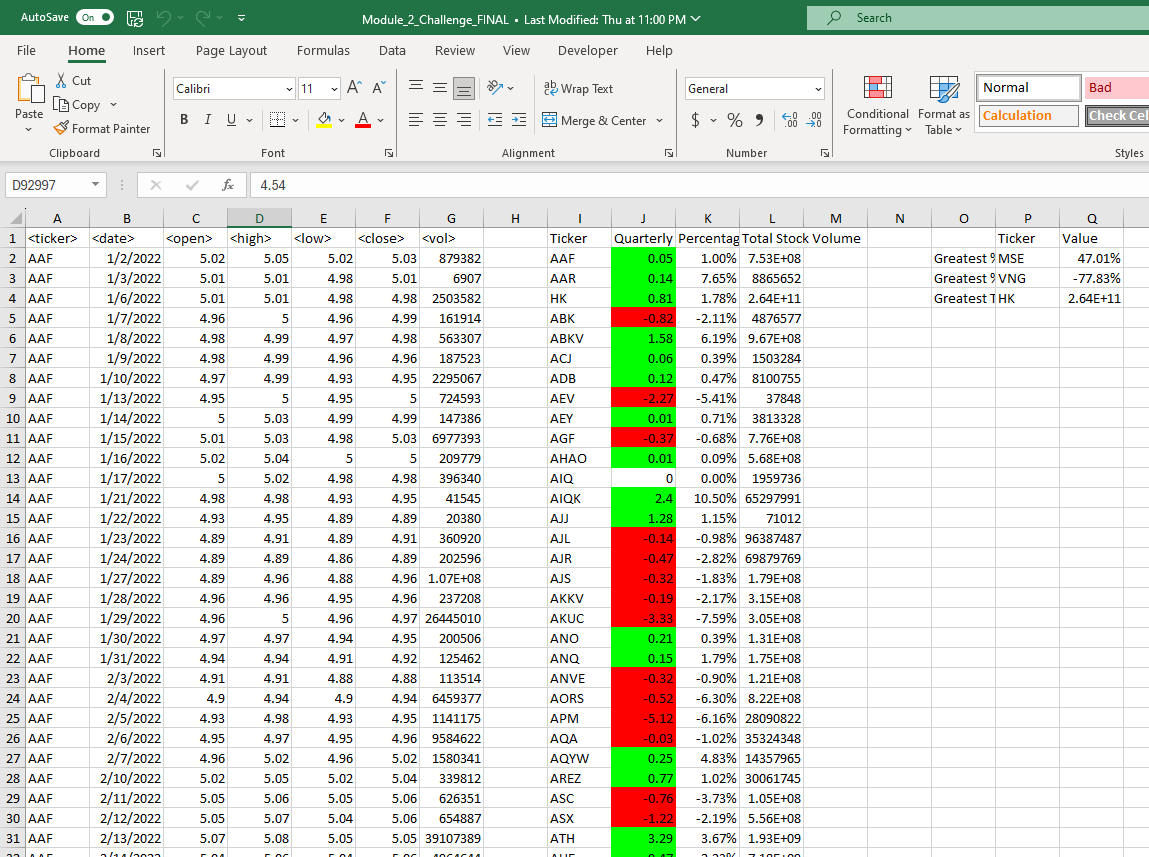 AutoSave On Module_2_Challenge_FINAL • Last Modified: Thu at 11:00 PM Search
File Home Insert Page Layout Formulas Data Review View Developer Help
Paste Cut Copy Format Painter
Calibri 11 B I U A A A
ab Wrap Text Merge & Center
General $ % 9
Conditional Formatting Format as Table
Normal Bad
Calculation Check Cel
Clipboard Font Alignment Number Styles
D92997 fx 4.54
A B C D E F G H I J K L M N O P Q
1 <ticker> <date> <open> <high> <low> <close> <vol> Ticker Quarterly Percentag Total Stock Volume Ticker Value
2 AAF 1/2/2022 5.02 5.05 5.02 5.03 879382 AAF 0.05 1.00% 7.53E+08 Greatest % MSE 47.01%
3 AAF 1/3/2022 5.01 5.01 4.98 5.01 6907 AAR 0.14 7.65% 8865652 Greatest % VNG -77.83%
4 AAF 1/6/2022 5.01 5.01 4.98 4.98 2503582 HK 0.81 1.78% 2.64E+11 Greatest T HK 2.64E+11
5 AAF 1/7/2022 4.96 5 4.96 4.99 161914 ABK -0.82 -2.11% 4876577
6 AAF 1/8/2022 4.98 4.99 4.97 4.98 563307 ABKV 1.58 6.19% 9.67E+08
7 AAF 1/9/2022 4.98 4.99 4.96 4.96 187523 ACJ 0.06 0.39% 1503284
8 AAF 1/10/2022 4.97 4.99 4.93 4.95 2295067 ADB 0.12 0.47% 8100755
9 AAF 1/13/2022 4.95 5 4.95 5 724593 AEV -2.27 -5.41% 37848
10 AAF 1/14/2022 5 5.03 4.99 4.99 147386 AEY 0.01 0.71% 3813328
11 AAF 1/15/2022 5.01 5.03 4.98 5.03 6977393 AGF -0.37 -0.68% 7.76E+08
12 AAF 1/16/2022 5.02 5.04 5 5 209779 AHAO 0.01 0.09% 5.68E+08
13 AAF 1/17/2022 5 5.02 4.98 4.98 396340 AIQ 0 0.00% 1959736
14 AAF 1/21/2022 4.98 4.98 4.93 4.95 41545 AIQK 2.4 10.50% 65297991
15 AAF 1/22/2022 4.93 4.95 4.89 4.89 20380 AJJ 1.28 1.15% 71012
16 AAF 1/23/2022 4.89 4.91 4.89 4.91 360920 AJL -0.14 -0.98% 96387487
17 AAF 1/24/2022 4.89 4.89 4.86 4.89 202596 AJR -0.47 -2.82% 69879769
18 AAF 1/27/2022 4.89 4.96 4.88 4.96 1.07E+08 AJS -0.32 -1.83% 1.79E+08
19 AAF 1/28/2022 4.96 4.96 4.95 4.96 237208 AKKV -0.19 -2.17% 3.15E+08
20 AAF 1/29/2022 4.96 5 4.96 4.97 26445010 AKUC -3.33 -7.59% 3.05E+08
21 AAF 1/30/2022 4.97 4.97 4.94 4.95 200506 ANO 0.21 0.39% 1.31E+08
22 AAF 1/31/2022 4.94 4.94 4.91 4.92 125462 ANQ 0.15 1.79% 1.75E+08
23 AAF 2/3/2022 4.91 4.91 4.88 4.88 113514 ANVE -0.32 -0.90% 1.21E+08
24 AAF 2/4/2022 4.9 4.94 4.9 4.94 6459377 AORS -0.52 -6.30% 8.22E+08
25 AAF 2/5/2022 4.93 4.98 4.93 4.95 1141175 APM -5.12 -6.16% 28090822
26 AAF 2/6/2022 4.95 4.97 4.95 4.96 9584622 AQA -0.03 -1.02% 35324348
27 AAF 2/7/2022 4.96 5.02 4.96 5.02 1580341 AQYW 0.25 4.83% 14357965
28 AAF 2/10/2022 5.02 5.05 5.02 5.04 339812 AREZ 0.77 1.02% 30061745
29 AAF 2/11/2022 5.05 5.06 5.05 5.06 626351 ASC -0.76 -3.73% 1.05E+08
30 AAF 2/12/2022 5.05 5.07 5.04 5.06 654887 ASX -1.22 -2.19% 5.56E+08
31 AAF 2/13/2022 5.07 5.08 5.05 5.05 39107389 ATH 3.29 3.67% 1.93E+09